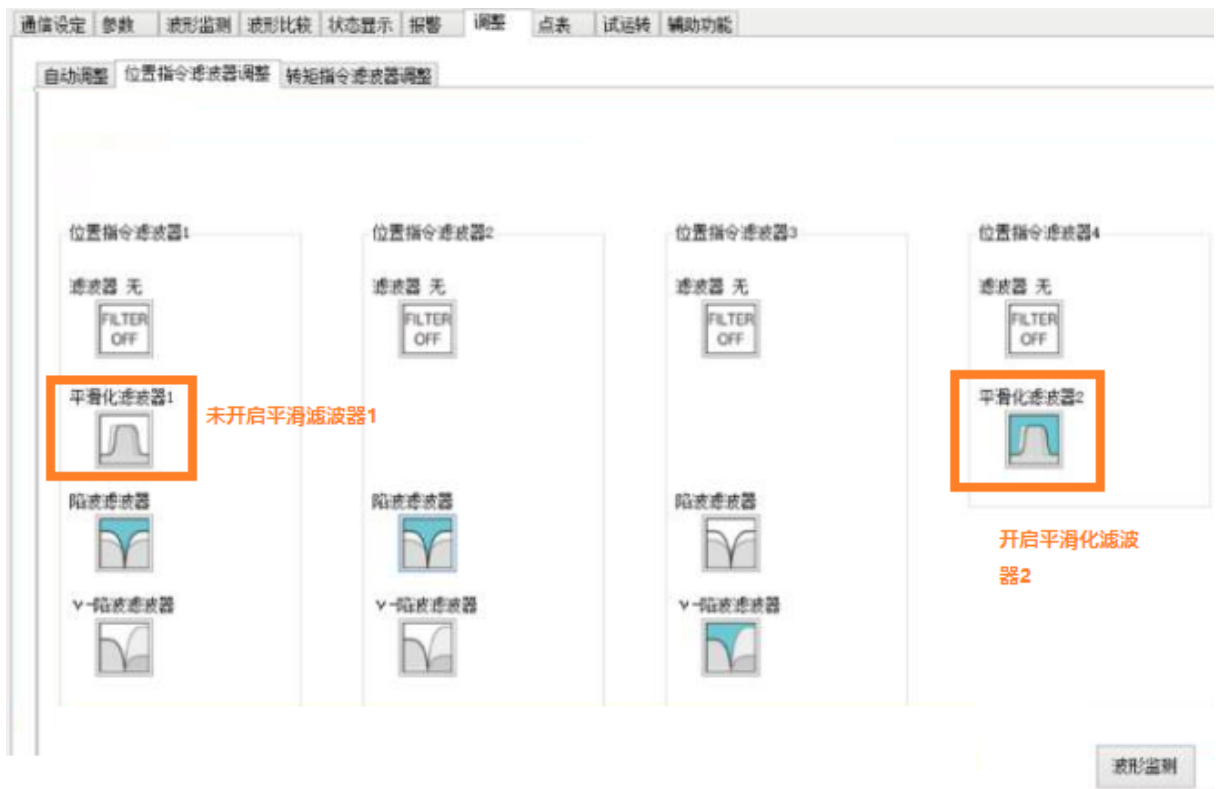 通信设定 参数 波形监测 波形比较 状态显示 报警 调整 点表 试运转 辅助功能
自动调整 位置指令滤波器调整 转矩指令滤波器调整
位置指令滤波器1 位置指令滤波器2 位置指令滤波器3 位置指令滤波器4
滤波器 无 滤波器 无 滤波器 无 滤波器 无
FILTER FILTER FILTER FILTER
OFF OFF OFF OFF
平滑化滤波器1 平滑化滤波器2
未开启平滑滤波器1
陷波滤波器 陷波滤波器 陷波滤波器
开启平滑化滤波
器2
V-陷波滤波器 V-陷波滤波器 V-陷波滤波器
波形监测